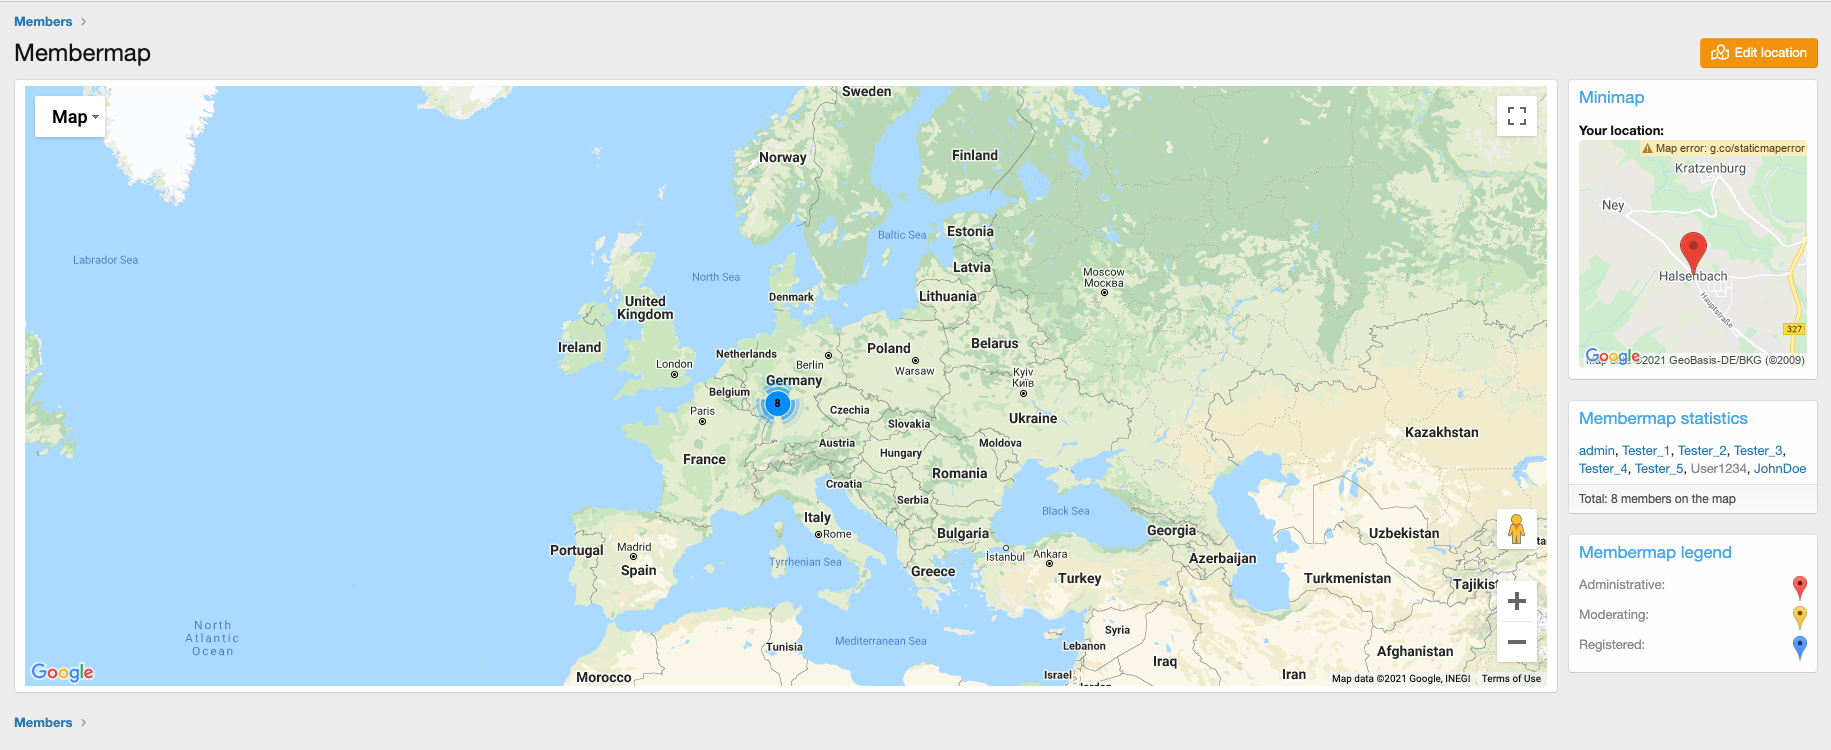 Members
Membermap
Edit location
Map
Sweden
Norway
Finland
Estonia
Baltic Sea
Labrador Sea
North Sea
Latvia
Moscow
Москва
Denmark
Lithuania
United
Kingdom
Ireland
Netherlands
Poland
Belarus
London
Berlin
Warsaw
Germany
Kyiv
Київ
Belgium
8
Paris
Czechia
Slovakia
Ukraine
Kazakhstan
Austria
Moldova
France
Hungary
Romania
Croatia
Serbia
Black Sea
Italy
Rome
Bulgaria
Georgia
Uzbekistan
Portugal
Madrid
İstanbul
Ankara
Azerbaijan
Tyrrhenian Sea
Spain
Greece
Turkey
Turkmenistan
Tajikist
North
Atlantic
Ocean
Tunisia
Mediterranean Sea
Syria
Lebanon
Afghanistan
Iraq
Israel
Iran
Morocco
Jordan
Google
Map data ©2021 Google, INEGI
Terms of Use
Minimap
Your location:
Map error: g.co/staticmaperror
Kratzenburg
Ney
Halsenbach
Hauptstraße
327
Google
©2021 GeoBasis-DE/BKG (©2009)
Membermap statistics
admin, Tester_1, Tester_2, Tester_3,
Tester_4, Tester_5, User1234, JohnDoe
Total: 8 members on the map
Membermap legend
Administrative:
Moderating:
Registered:
Members